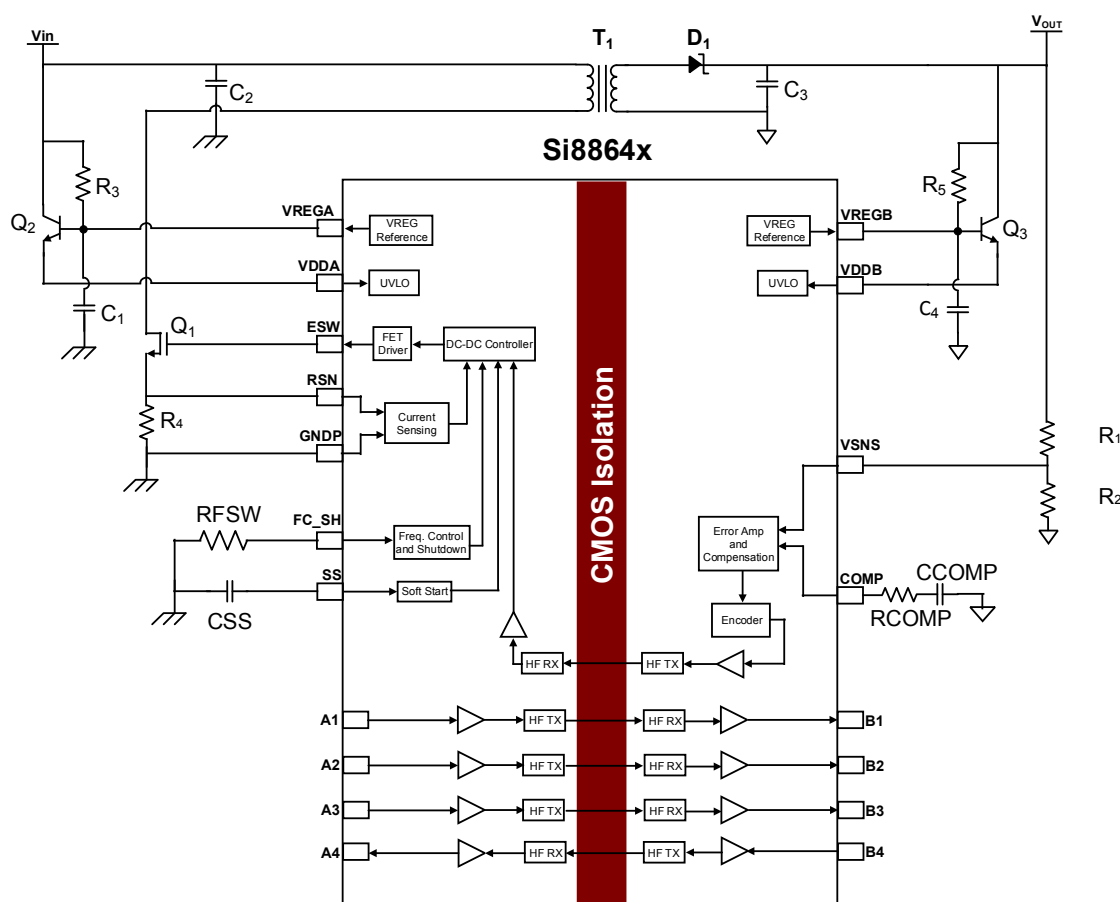 Vin
T1
D1
VOUT
C2
C3
Si8864x
R3
R5
Q2
VREGA
VREG
Reference
VREG
Reference
VREGB
Q3
VDDA
UVLO
UVLO
VDDB
C1
C4
Q1
ESW
FET
Driver
DC-DC Controller
RSN
R4
Current
Sensing
GNDP
VSNS
R1
R2
CMOS Isolation
RFSW
FC_SH
Freq. Control
and Shutdown
Error Amp
and
Compensation
SS
Soft Start
COMP
CCOMP
CSS
RCOMP
Encoder
HF RX
HF TX
A1
HF TX
HF RX
B1
A2
HF TX
HF RX
B2
A3
HF TX
HF RX
B3
A4
HF RX
HF TX
B4